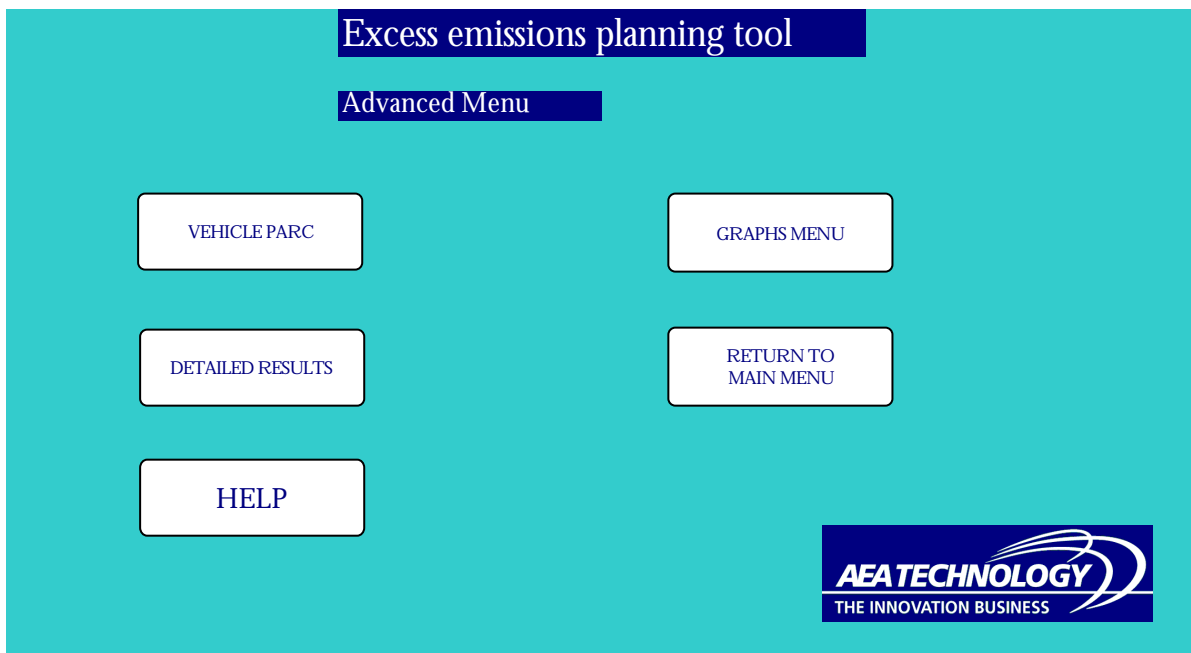 Excess emissions planning tool
Advanced Menu
VEHICLE PARC
GRAPHS MENU
DETAILED RESULTS
RETURN TO
MAIN MENU
HELP
AEA TECHNOLOGY
THE INNOVATION BUSINESS